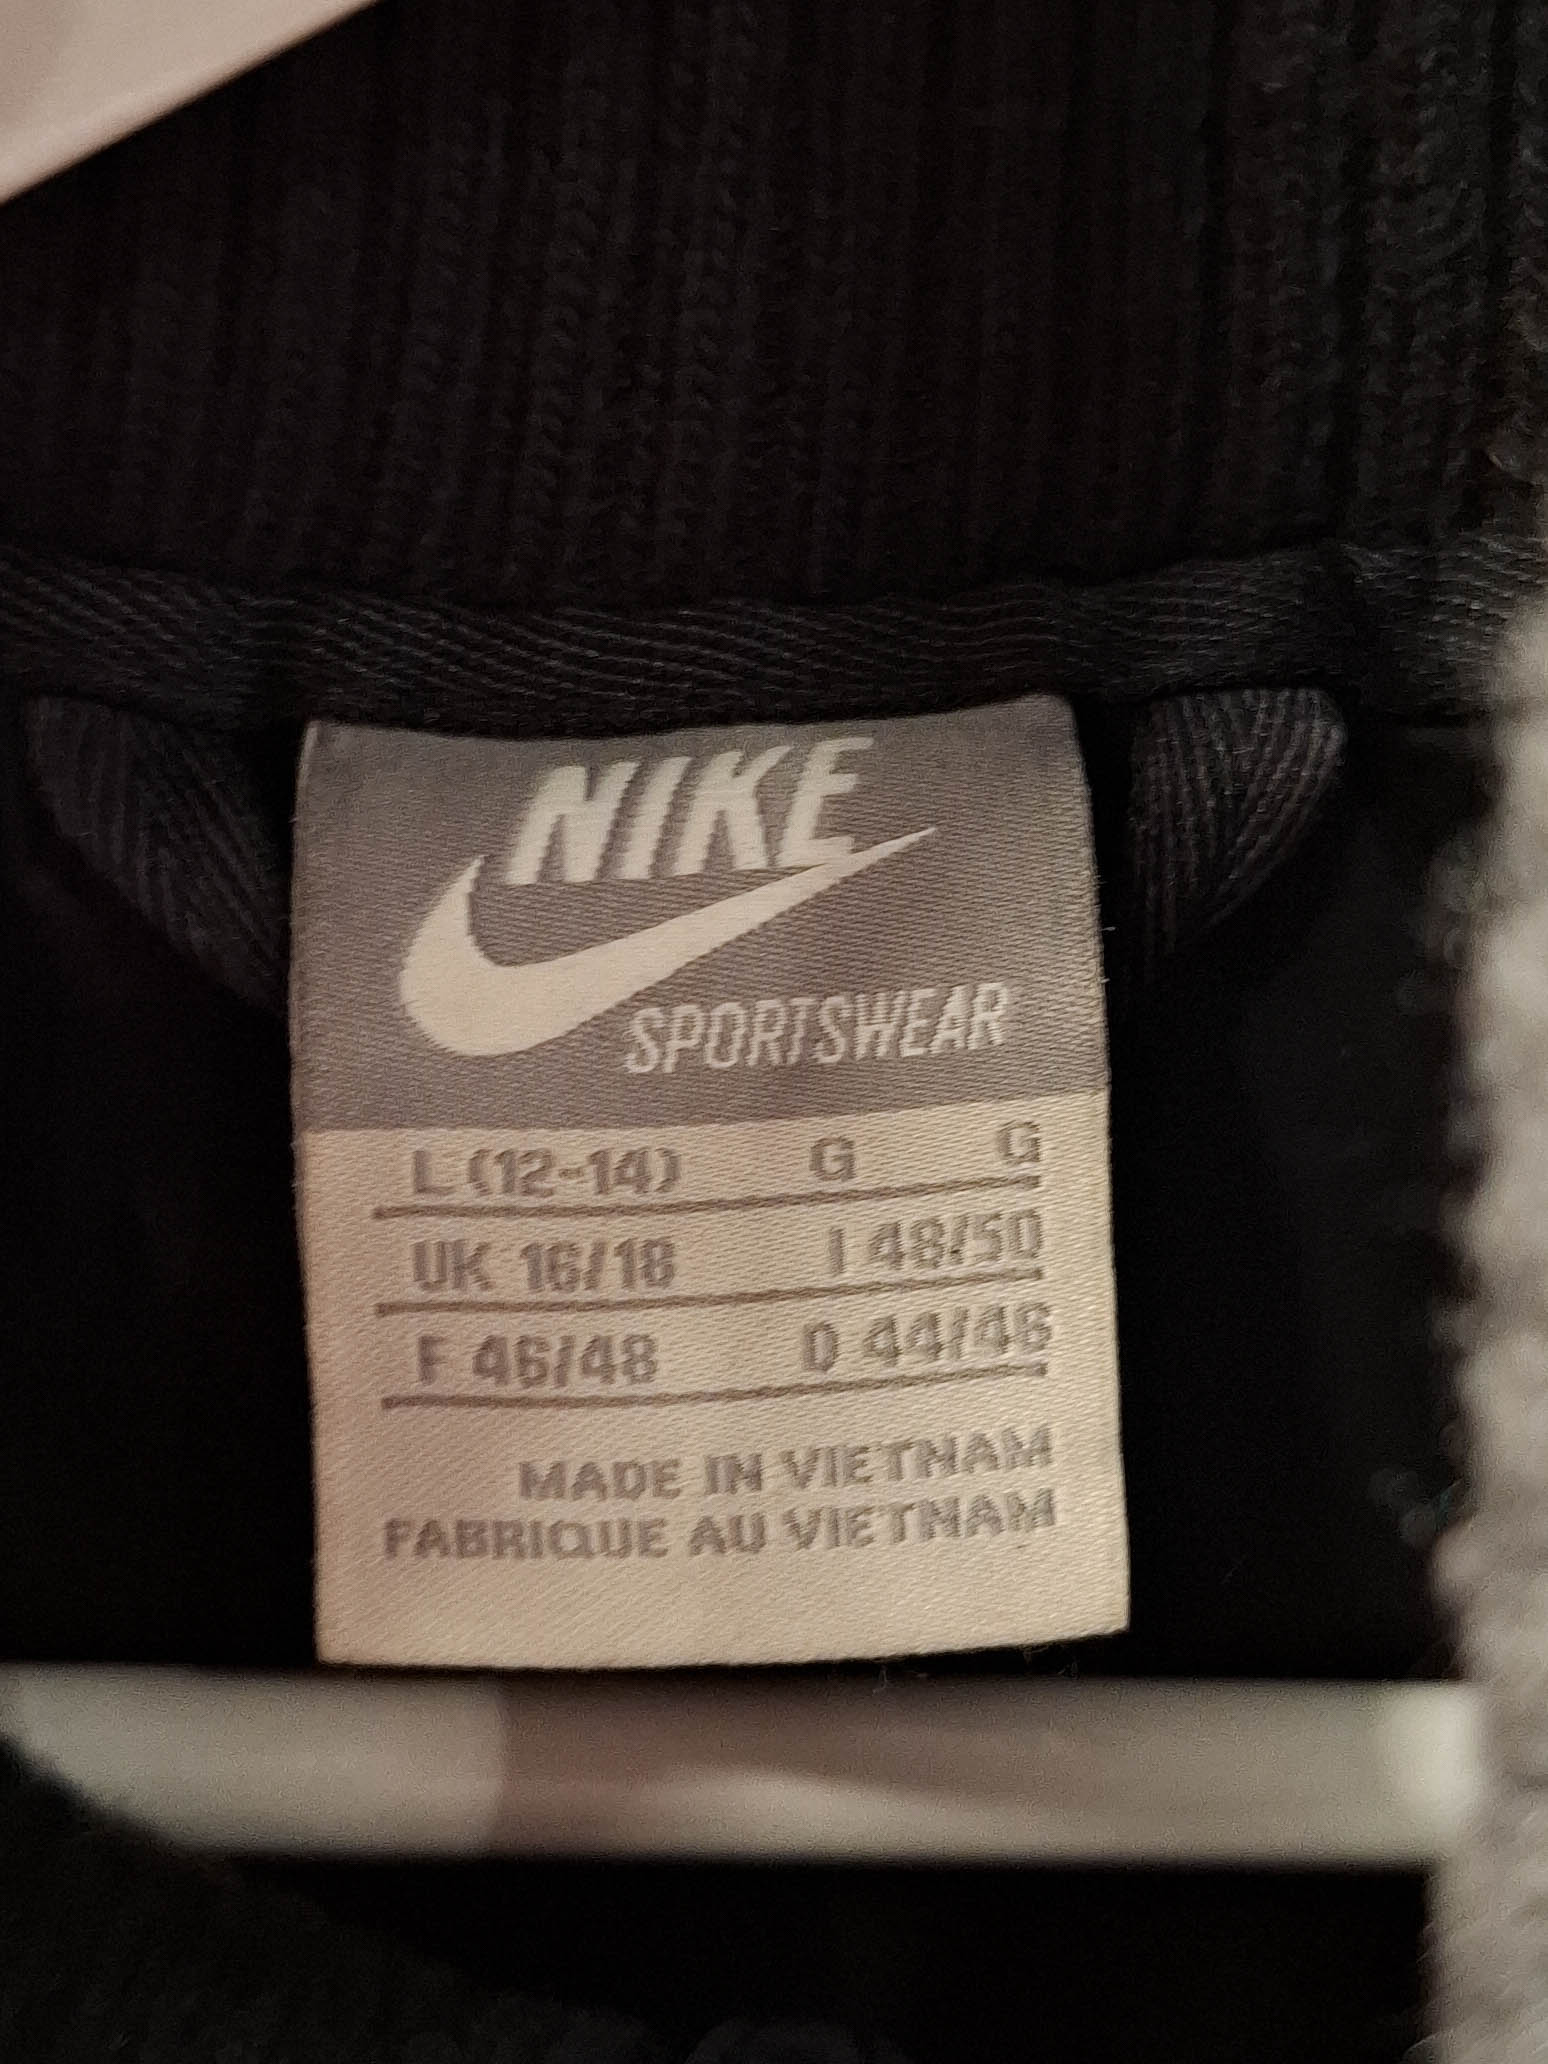 NIKE
SPORTSWEAR
L (12-14) G G
UK 16/18 I 48/50
F 46/48 D 44/46
MADE IN VIETNAM
FABRIQUE AU VIETNAM